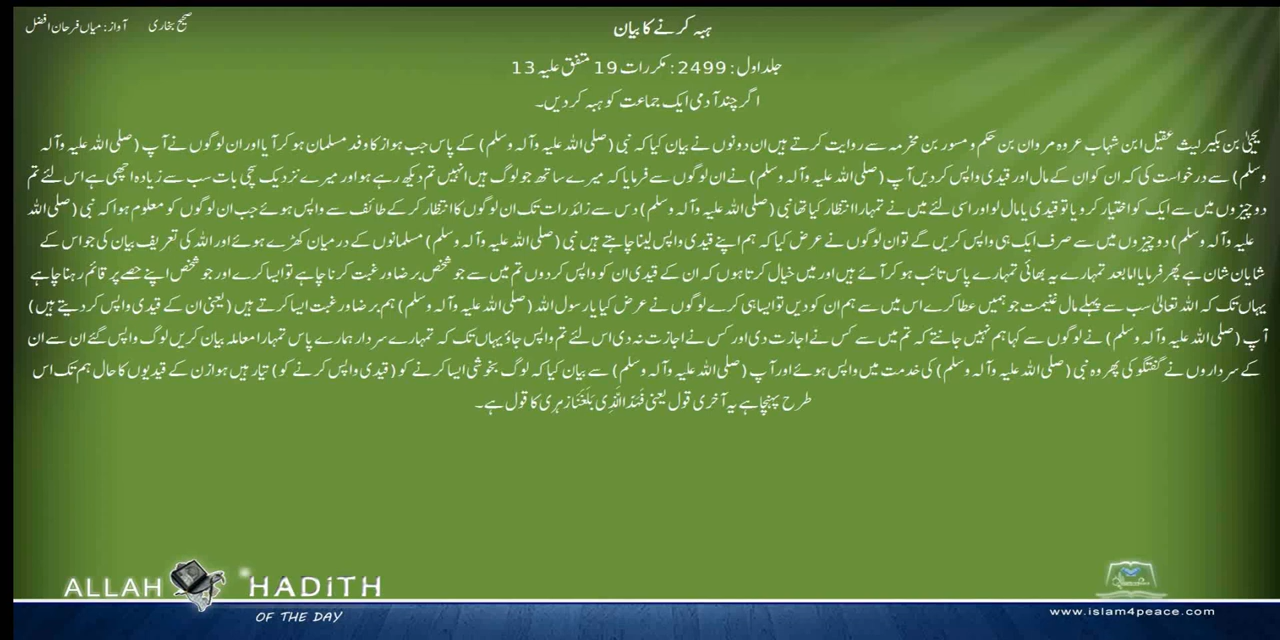 ہبہ کرنے کا بیان
صحیح بخاری
آواز: میاں فرحان افضل
جلد اول : 2499 : مکررات 19 متفق علیہ 13
اگر چند آدمی ایک جماعت کو ہبہ کر دیں۔
یحییٰ بن بکیر لیث عقیل ابن شہاب عروہ مروان بن حکم و مسور بن مخرمہ سے روایت کرتے ہیں ان دونوں نے بیان کیا کہ نبی (صلی اللہ علیہ وآلہ وسلم) کے پاس جب ہوازن کا وفد مسلمان ہو کر آیا اور ان لوگوں نے آپ (صلی اللہ علیہ وآلہ
وسلم) سے درخواست کی کہ ان کو ان کے مال اور قیدی واپس کر دیں آپ (صلی اللہ علیہ وآلہ وسلم) نے ان لوگوں سے فرمایا کہ میرے ساتھ جو لوگ ہیں انہیں تم دیکھ رہے ہو اور میرے نزدیک سچی بات سب سے زیادہ اچھی ہے اس لئے تم
دو چیزوں میں سے ایک کو اختیار کرو یا تو قیدی یا مال لو اور اسی لئے میں نے تمہارا انتظار کیا تھا نبی (صلی اللہ علیہ وآلہ وسلم) دس سے زائد رات تک ان لوگوں کا انتظار کر کے طائف سے واپس ہوئے جب ان لوگوں کو معلوم ہوا کہ نبی (صلی اللہ
علیہ وآلہ وسلم) دو چیزوں میں سے صرف ایک ہی واپس کریں گے تو ان لوگوں نے عرض کیا کہ ہم اپنے قیدی واپس لینا چاہتے ہیں نبی (صلی اللہ علیہ وآلہ وسلم) مسلمانوں کے درمیان کھڑے ہوئے اور اللہ کی تعریف بیان کی جو اس کے
شایان شان ہے پھر فرمایا اما بعد تمہارے یہ بھائی تمہارے پاس تائب ہو کر آئے ہیں اور میں خیال کرتا ہوں کہ ان کے قیدی ان کو واپس کر دوں تم میں سے جو شخص برضا ورغبت کرنا چاہے تو ایسا کرے اور جو شخص اپنے حصے پر قائم رہنا چاہے
یہاں تک کہ اللہ تعالیٰ سب سے پہلے مال غنیمت جو ہمیں عطا کرے اس میں سے ہم ان کو دیں تو ایسا ہی کرے لوگوں نے عرض کیا یا رسول اللہ (صلی اللہ علیہ وآلہ وسلم) ہم برضا ورغبت ایسا کرتے ہیں (یعنی ان کے قیدی واپس کر دیتے ہیں)
آپ (صلی اللہ علیہ وآلہ وسلم) نے لوگوں سے کہا ہم نہیں جانتے کہ تم میں سے کس نے اجازت دی اور کس نے اجازت نہ دی اس لئے تم واپس جاؤ یہاں تک کہ تمہارے سردار ہمارے پاس تمہارا معاملہ بیان کریں لوگ واپس گئے ان سے ان
کے سرداروں نے گفتگو کی پھر وہ نبی (صلی اللہ علیہ وآلہ وسلم) کی خدمت میں واپس ہوئے اور آپ (صلی اللہ علیہ وآلہ وسلم) سے بیان کیا کہ لوگ بخوشی ایسا کرنے کو (قیدی واپس کرنے کو) تیار ہیں ہوازن کے قیدیوں کا حال ہم تک اس
طرح پہنچا ہے یہ آخری قول یعنی فَہَذَا الَّذِی بَلَغَنَا زہری کا قول ہے۔
ALLAH HADITH
OF THE DAY
www.islam4peace.com